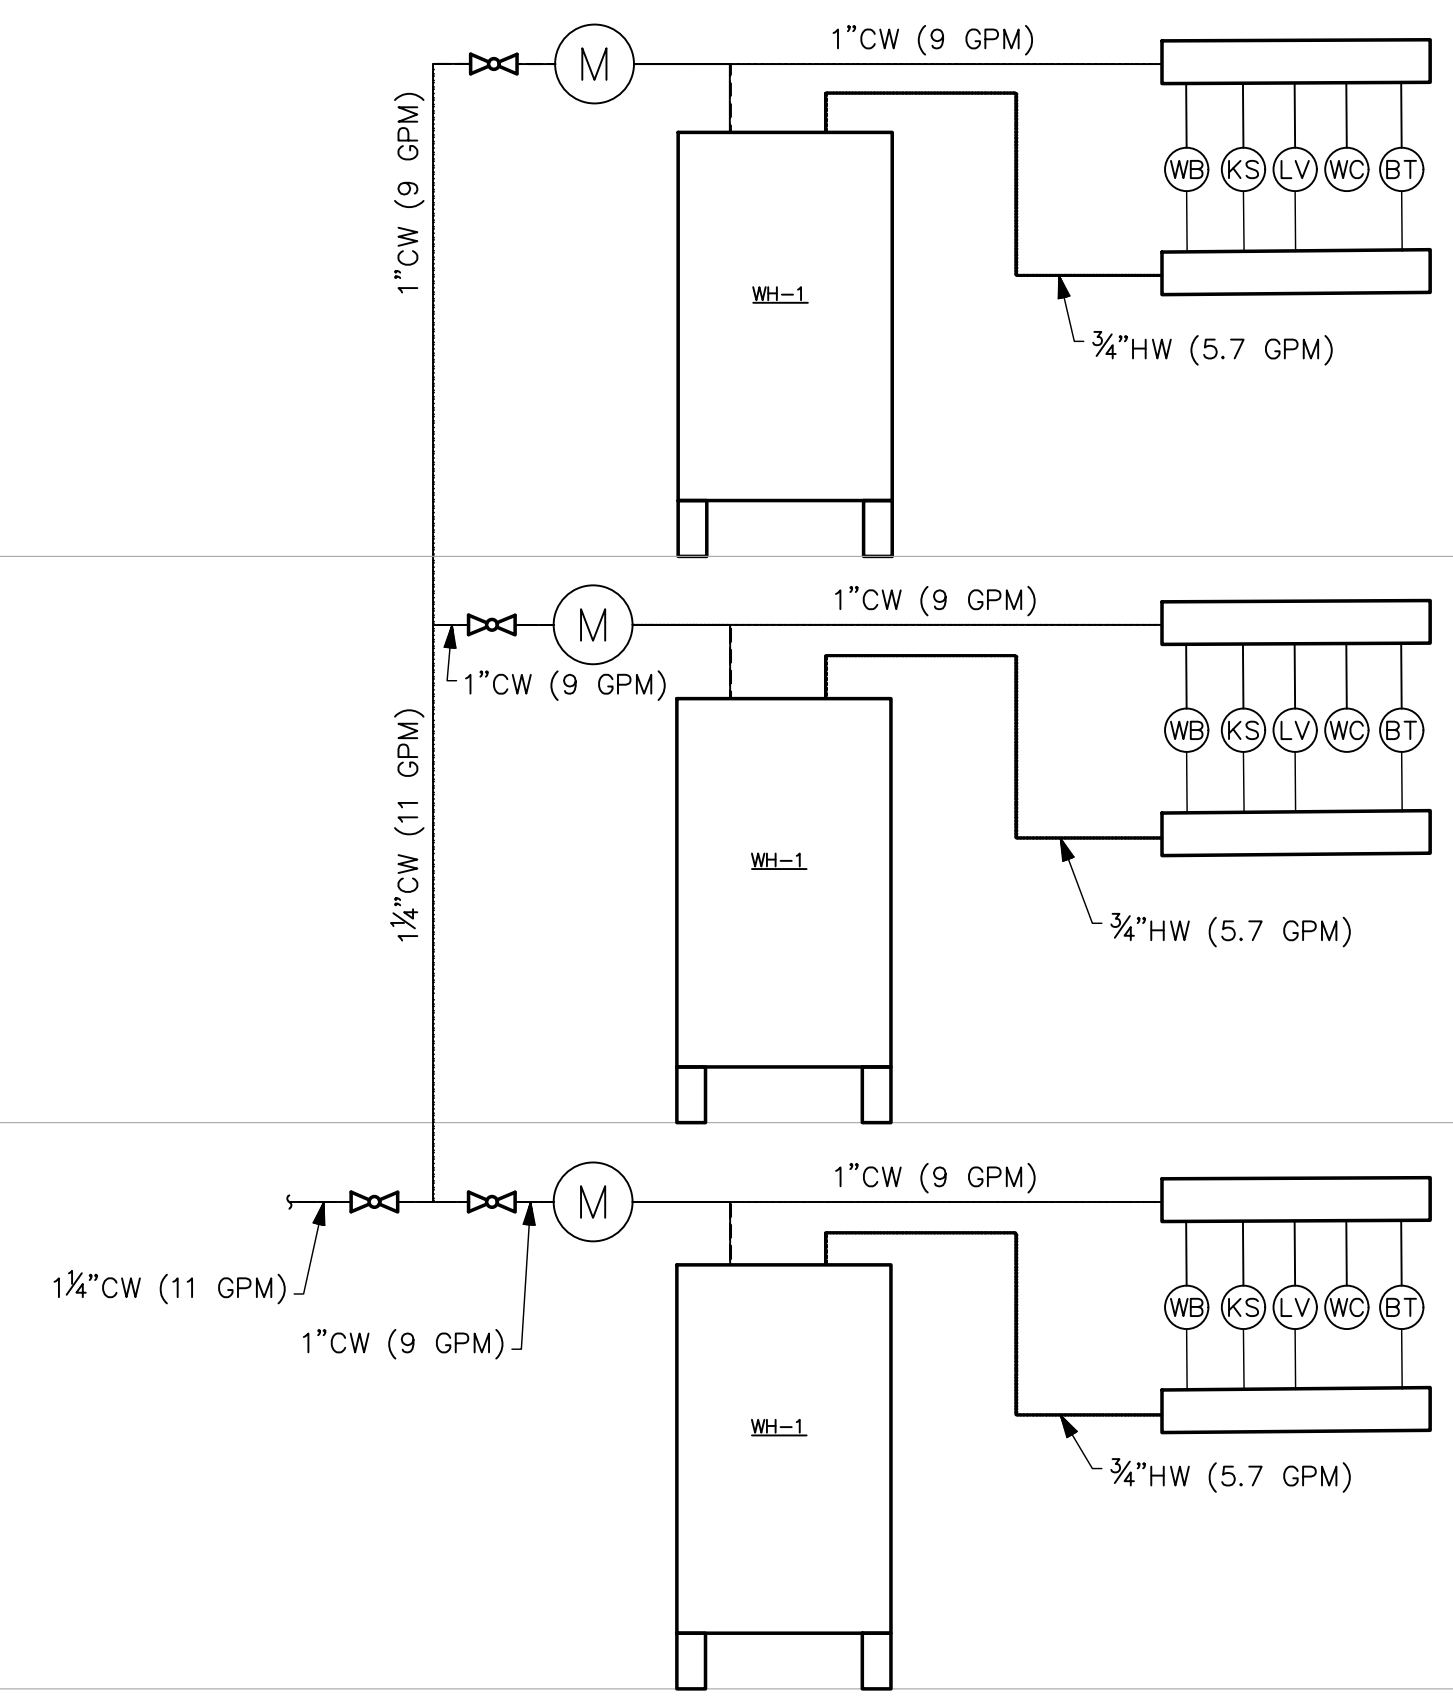 1"CW (9 GPM)
M
1"CW (9 GPM)
WB KS LV WC BT
WH-1
¾"HW (5.7 GPM)
1"CW (9 GPM)
M
1"CW (9 GPM)
WB KS LV WC BT
1¼"CW (11 GPM)
WH-1
¾"HW (5.7 GPM)
1"CW (9 GPM)
M
1¼"CW (11 GPM)
WB KS LV WC BT
1"CW (9 GPM)
WH-1
¾"HW (5.7 GPM)